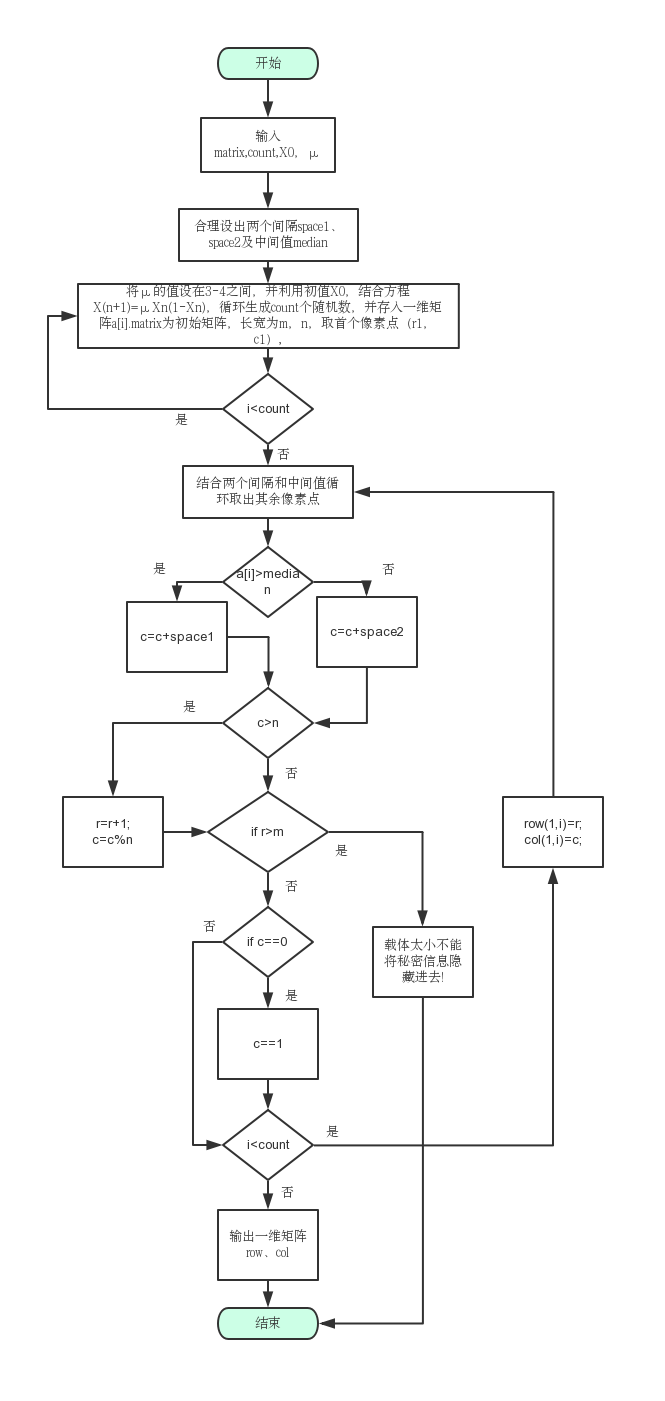 开始
输入
matrix,count,X0, μ
合理设出两个间隔space1、
space2及中间值median
将μ的值设在3-4之间, 并利用初值X0, 结合方程
X(n+1)=μXn(1-Xn), 循环生成count个随机数, 并存人一维矩
阵a[i].matrix为初始矩阵, 长宽为m, n, 取首个像素点 (r1,
c1) ,
i<count
是
否
结合两个间隔和中间值循
环取出其余像素点
a[i]>media
n
是
否
c=c+space1
c=c+space2
c>n
是
否
r=r+1;
c=c%n
if r>m
是
否
row(1,i)=r;
col(1,i)=c;
if c==0
否
是
载体太小不能
将秘密信息隐
藏进去!
c==1
i<count
是
否
输出一维矩阵
row、col
结束